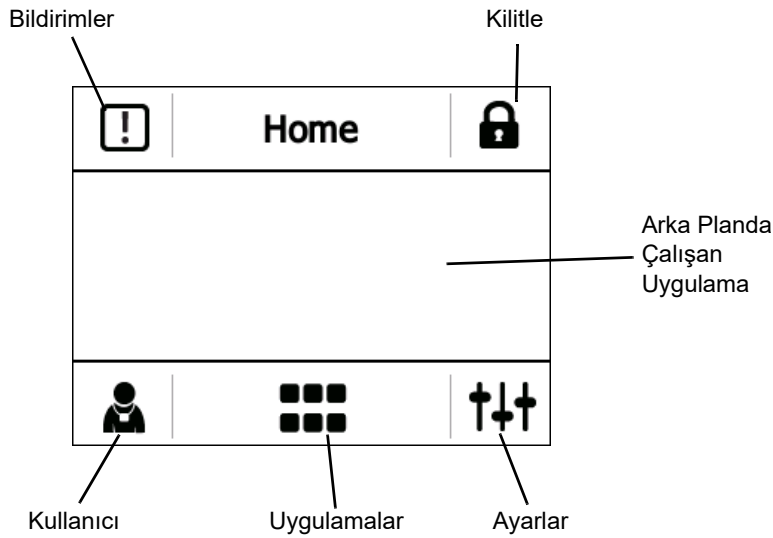 Bildirimler
Kilitle
Home
Arka Planda
Çalışan
Uygulama
Kullanıcı
Uygulamalar
Ayarlar